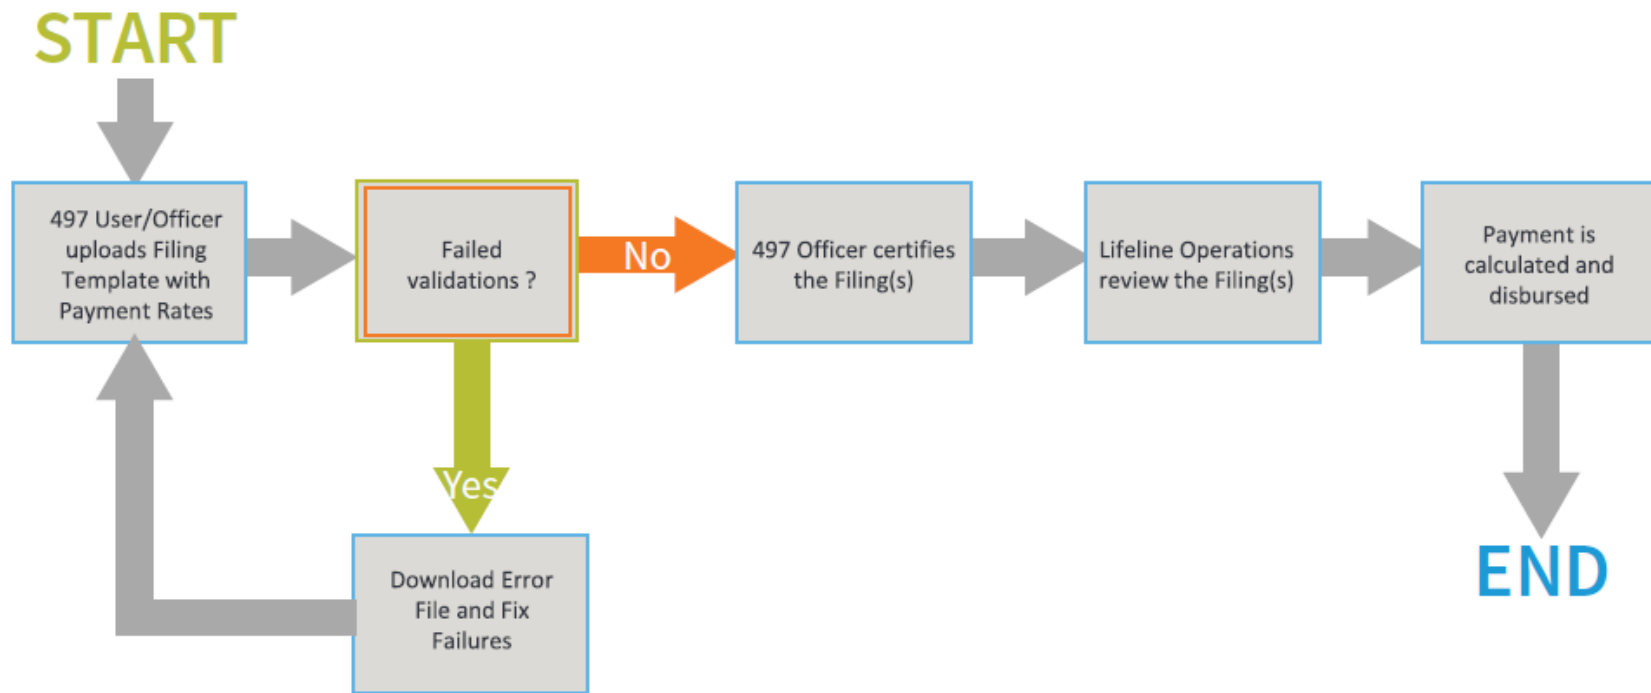 START
497 User/Officer
uploads Filing
Template with
Payment Rates
Failed
validations ?
No
497 Officer certifies
the Filing(s)
Lifeline Operations
review the Filing(s)
Payment is
calculated and
disbursed
Yes
Download Error
File and Fix
Failures
END